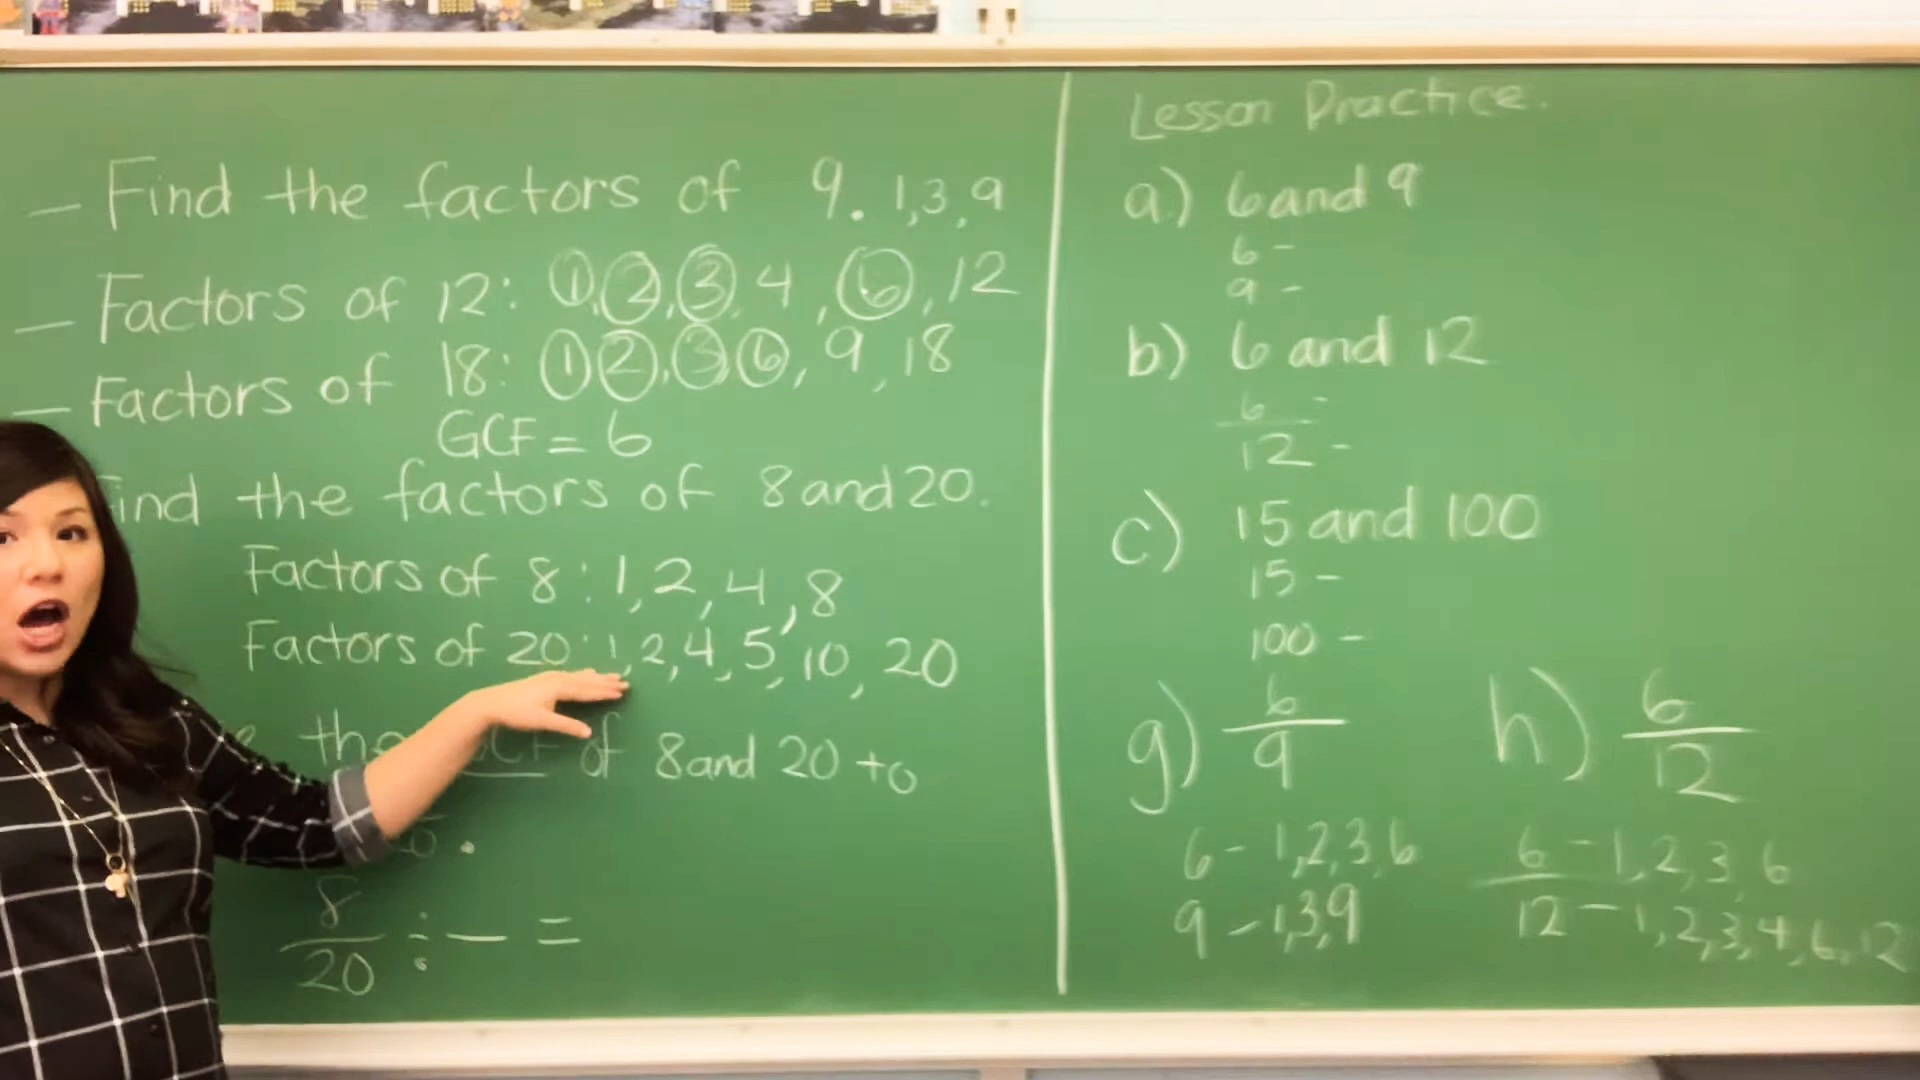 — Find the factors of 9. 1,3,9
— Factors of 12: 1,2,3,4,6,12
— Factors of 18: 1,2,3,6,9,18
GCF = 6
Find the factors of 8 and 20.
Factors of 8: 1,2,4,8
Factors of 20: 1,2,4,5,10,20
the GCF of 8 and 20 to
8/20 ÷ — =
Lesson Practice.
a.) 6 and 9
6 -
9 -
b) 6 and 12
6 -
12 -
c) 15 and 100
15 -
100 -
g) 6/9
6 - 1,2,3,6
9 - 1,3,9
h) 6/12
6 - 1,2,3,6
12 - 1,2,3,4,6,12